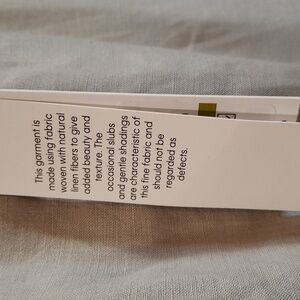 This garment is
made using fabric
woven with natural
linen fibers to give
added beauty and
texture. The
occasional slubs
and gentle shadings
are characteristic of
this fine fabric and
should not be
regarded as
defects.